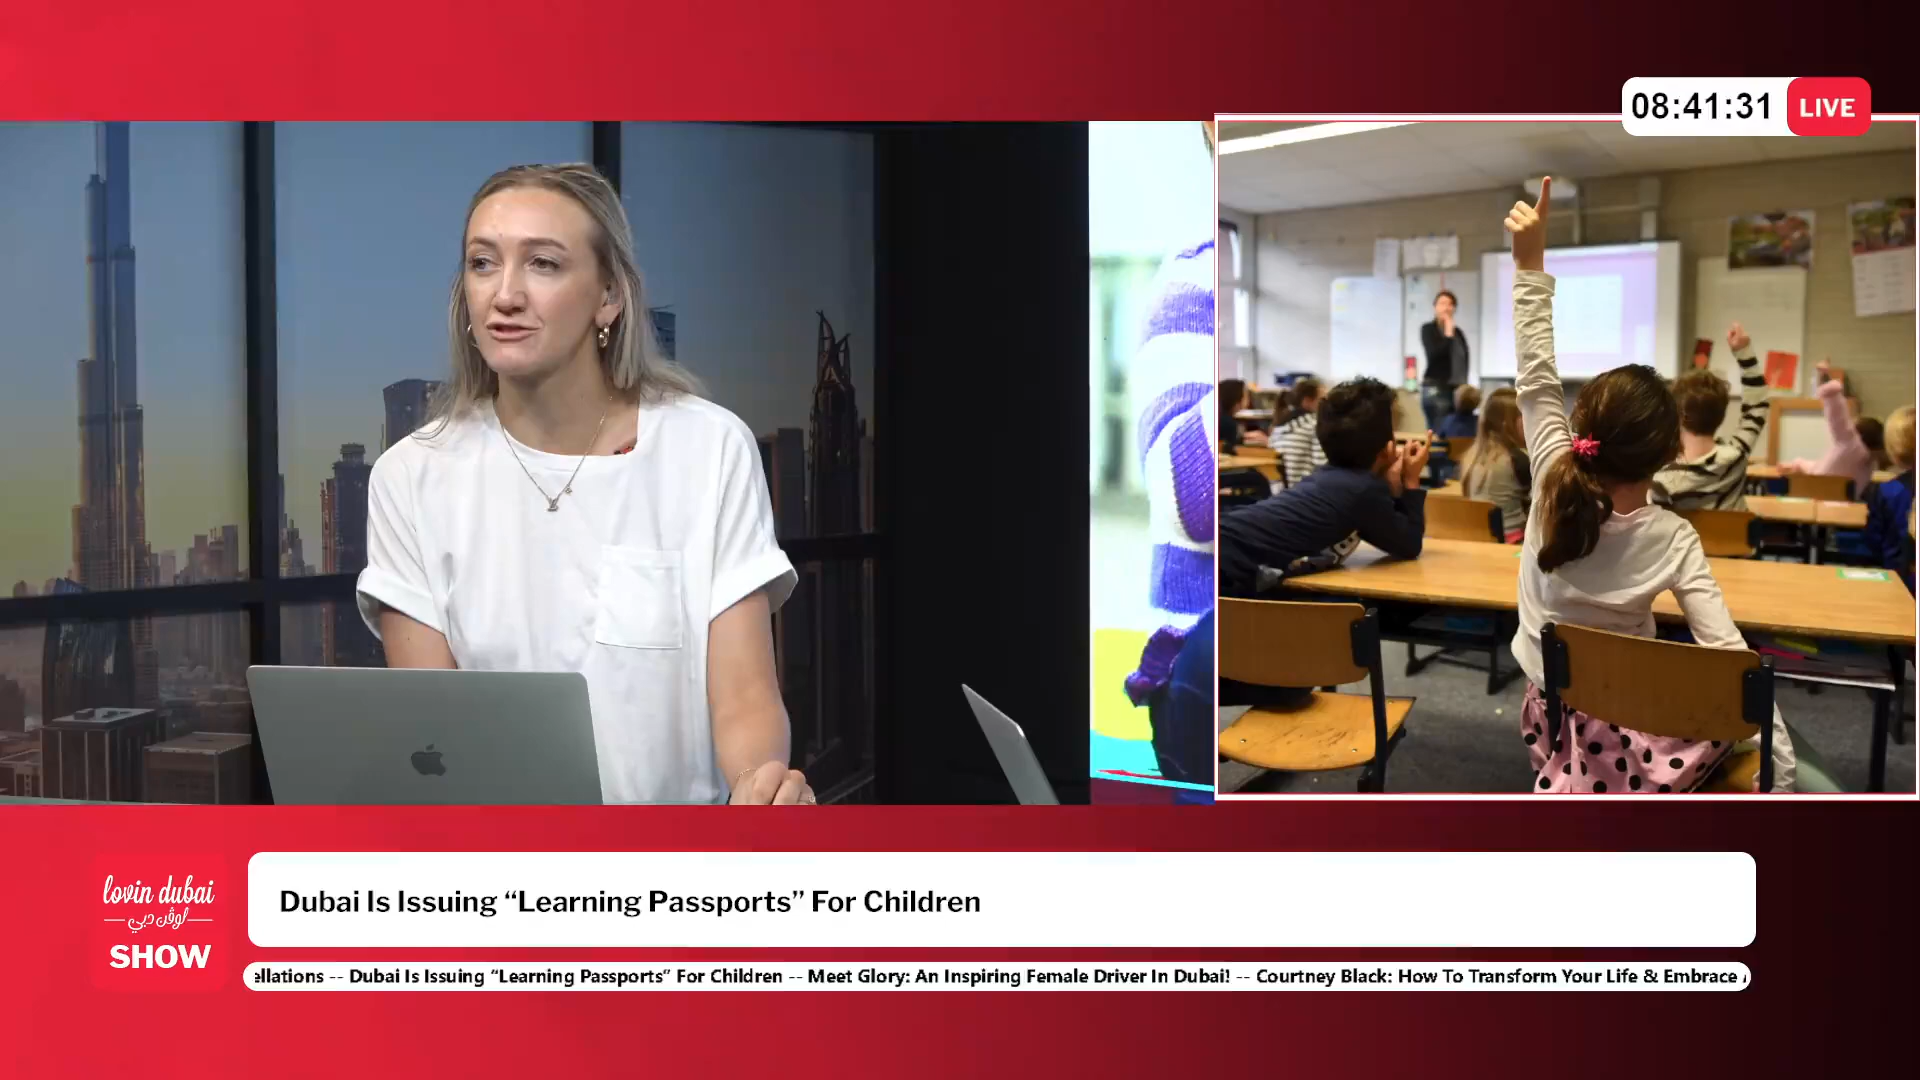 08:41:31 LIVE
lovin dubai
لوڤن دبي
SHOW
Dubai Is Issuing “Learning Passports” For Children
ellations -- Dubai Is Issuing “Learning Passports” For Children -- Meet Glory: An Inspiring Female Driver In Dubai! -- Courtney Black: How To Transform Your Life & Embrace